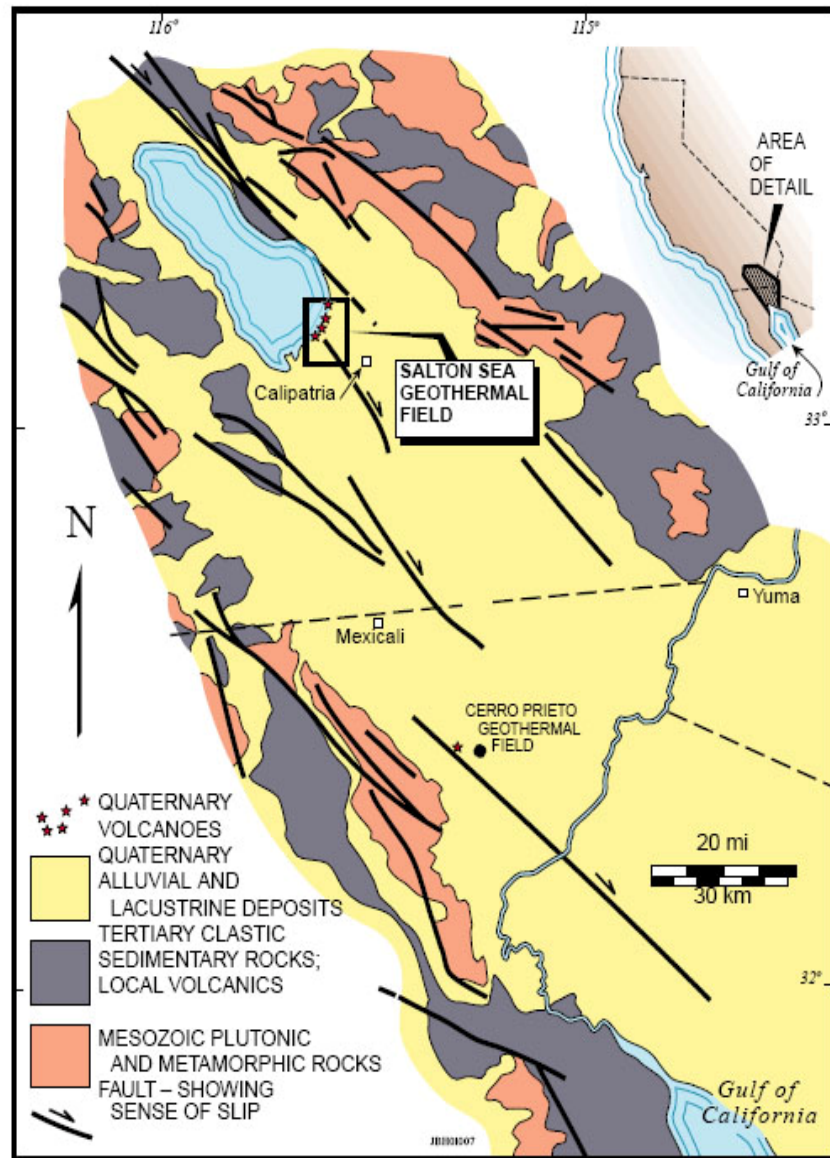 116°
115°
AREA
OF
DETAIL
Gulf of
California
Calipatria
SALTON SEA
GEOTHERMAL
FIELD
33°
N
Yuma
Mexicali
CERRO PRIETO
GEOTHERMAL
FIELD
20 mi
30 km
32°
Gulf of
California
QUATERNARY
VOLCANOES
QUATERNARY
ALLUVIAL AND
LACUSTRINE DEPOSITS
TERTIARY CLASTIC
SEDIMENTARY ROCKS;
LOCAL VOLCANICS
MESOZOIC PLUTONIC
AND METAMORPHIC ROCKS
FAULT – SHOWING
SENSE OF SLIP
JBH01007